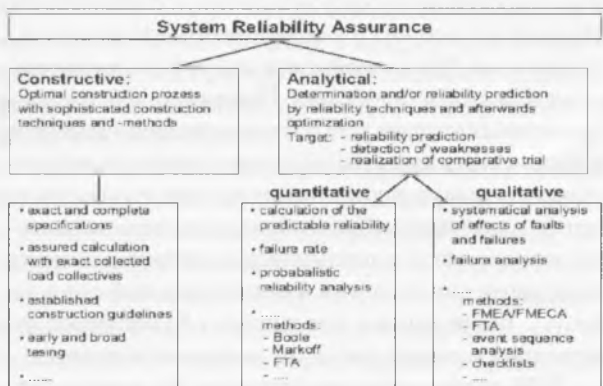 System Reliability Assurance
Constructive:
Optimal construction prozess
with sophisticated construction
techniques and -methods
Analytical:
Determination and/or reliability prediction
by reliability techniques and afterwards
optimization
Target: - reliability prediction
- detection of weaknesses
- realization of comparative trial
• exact and complete
specifications
• assured calculation
with exact collected
load collectives
• established
construction guidelines
• early and broad
tesing
• ......
quantitative
• calculation of the
predictable reliability
• failure rate
• probabalistic
reliability analysis
• .....
methods:
- Boole
- Markoff
- FTA
- ....
qualitative
• systematical analysis
of effects of faults
and failures
• failure analysis
• .....
methods:
- FMEA/FMECA
- FTA
- event sequence
analysis
- checklists
- ....